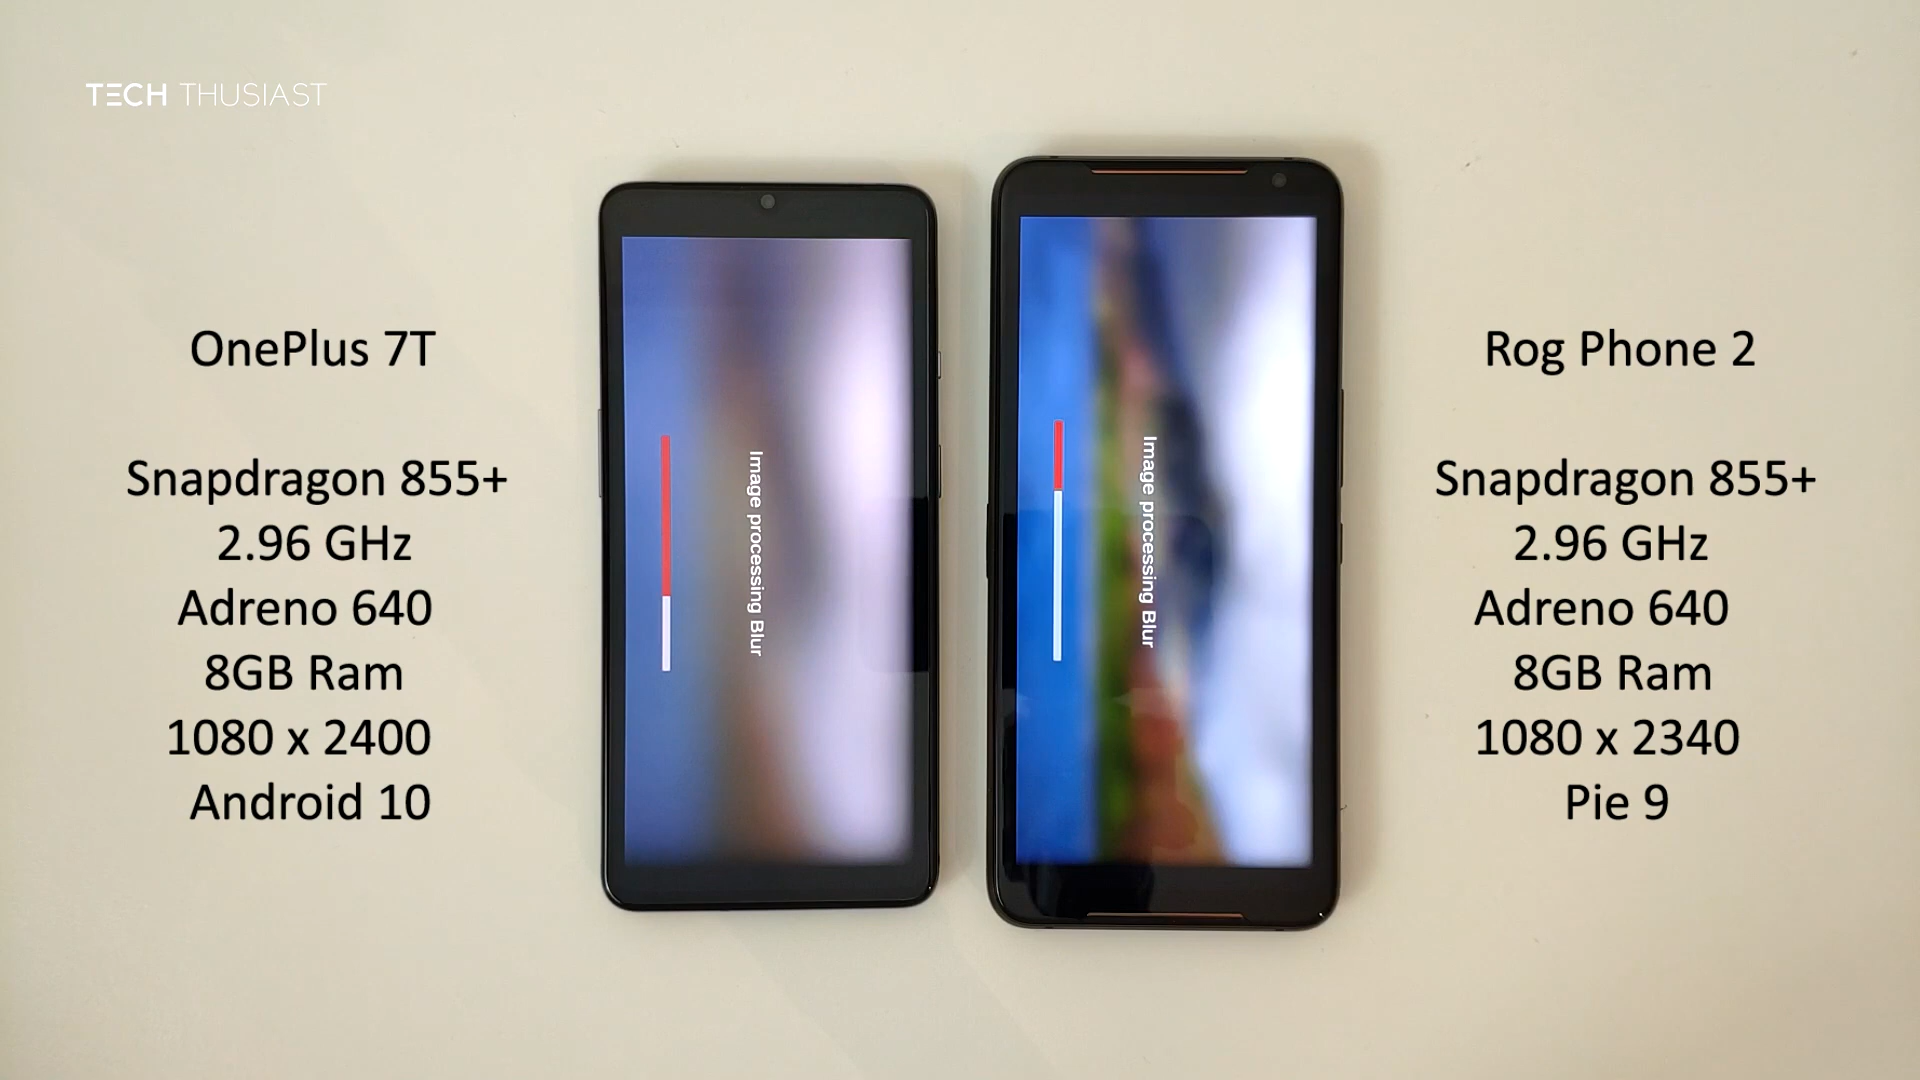 TECH THUSIAST
OnePlus 7T
Snapdragon 855+
2.96 GHz
Adreno 640
8GB Ram
1080 x 2400
Android 10
Image processing Blur
Image processing Blur
Rog Phone 2
Snapdragon 855+
2.96 GHz
Adreno 640
8GB Ram
1080 x 2340
Pie 9